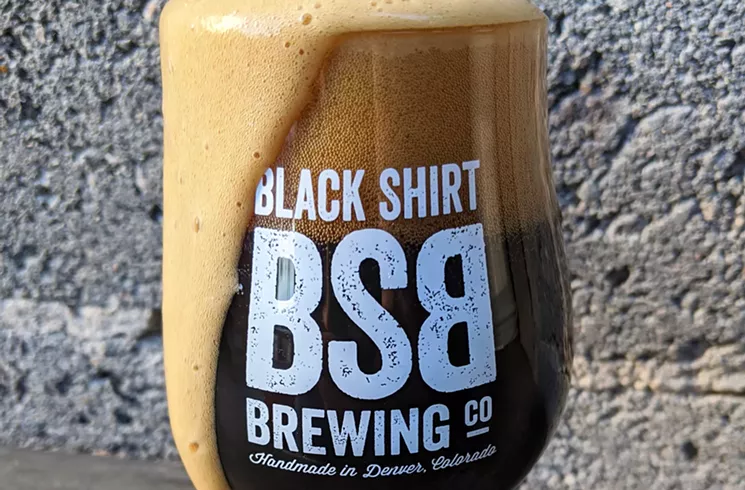 BLACK SHIRT
BSB
BREWING CO
Handmade in Denver, Colorado